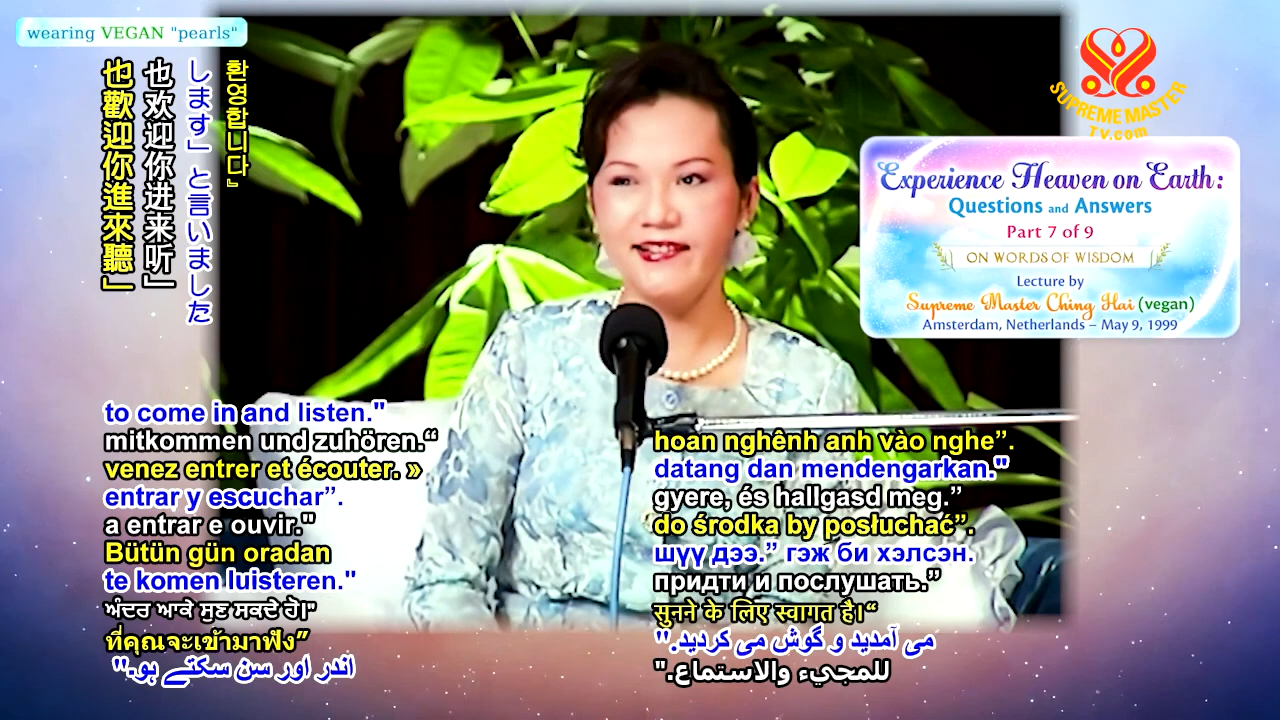 wearing VEGAN "pearls"
也歡迎你進來聽」
也欢迎你进来听」
します」と言いました
환영합니다』
SUPREME MASTER
TV.com
Experience Heaven on Earth:
Questions and Answers
Part 7 of 9
ON WORDS OF WISDOM
Lecture by
Supreme Master Ching Hai (vegan)
Amsterdam, Netherlands – May 9, 1999
to come in and listen."
mitkommen und zuhören.“
venez entrer et écouter. »
entrar y escuchar”.
a entrar e ouvir."
Bütün gün oradan
te komen luisteren."
ਅੰਦਰ ਆਕੇ ਸੁਣ ਸਕਦੇ ਹੋ।"
ที่คุณจะเข้ามาฟัง”
اندر اور سن سکتے ہو۔"
hoan nghênh anh vào nghe”.
datang dan mendengarkan."
gyere, és hallgasd meg.”
do środka by posłuchać”.
шүү дээ.” гэж би хэлсэн.
придти и послушать.”
सुनने के लिए स्वागत है।“
می آمدید و گوش می کردید."
للمجيء والاستماع."